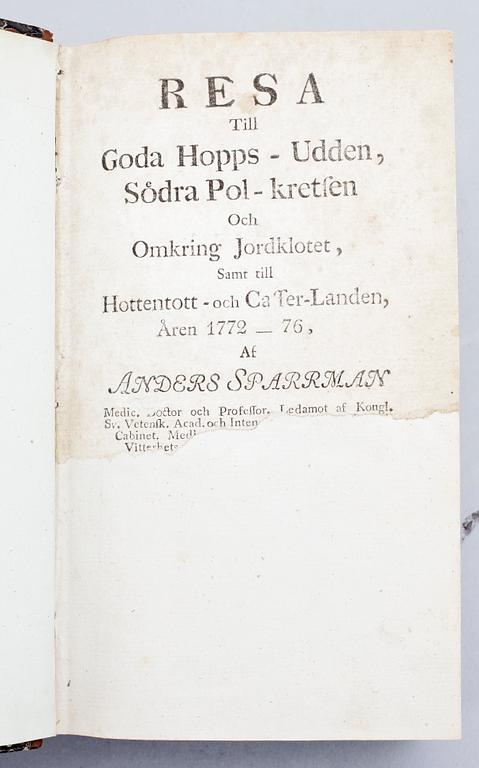 RESA
Till
Goda Hopps - Udden,
Södra Pol-kretſen
Och
Omkring Jordklotet,
Samt till
Hottentott - och Caffer-Landen,
Åren 1772 — 76,
Af
ANDERS SPARRMAN
Medic. Doctor och Profeſſor. Ledamot af Kongl.
Sv. Vetenſk. Acad. och Inten
Cabinet. Medi
Vitterhets